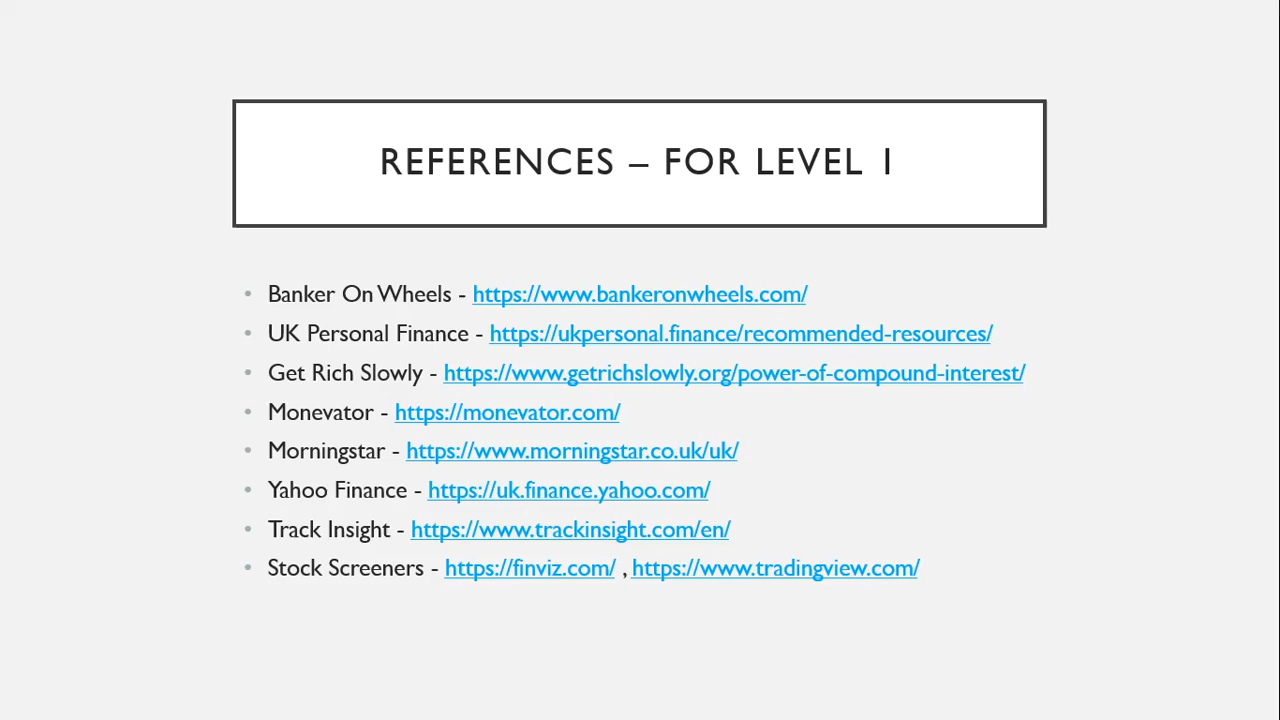 REFERENCES – FOR LEVEL 1
• Banker On Wheels - https://www.bankeronwheels.com/
• UK Personal Finance - https://ukpersonal.finance/recommended-resources/
• Get Rich Slowly - https://www.getrichslowly.org/power-of-compound-interest/
• Monevator - https://monevator.com/
• Morningstar - https://www.morningstar.co.uk/uk/
• Yahoo Finance - https://uk.finance.yahoo.com/
• Track Insight - https://www.trackinsight.com/en/
• Stock Screeners - https://finviz.com/ , https://www.tradingview.com/